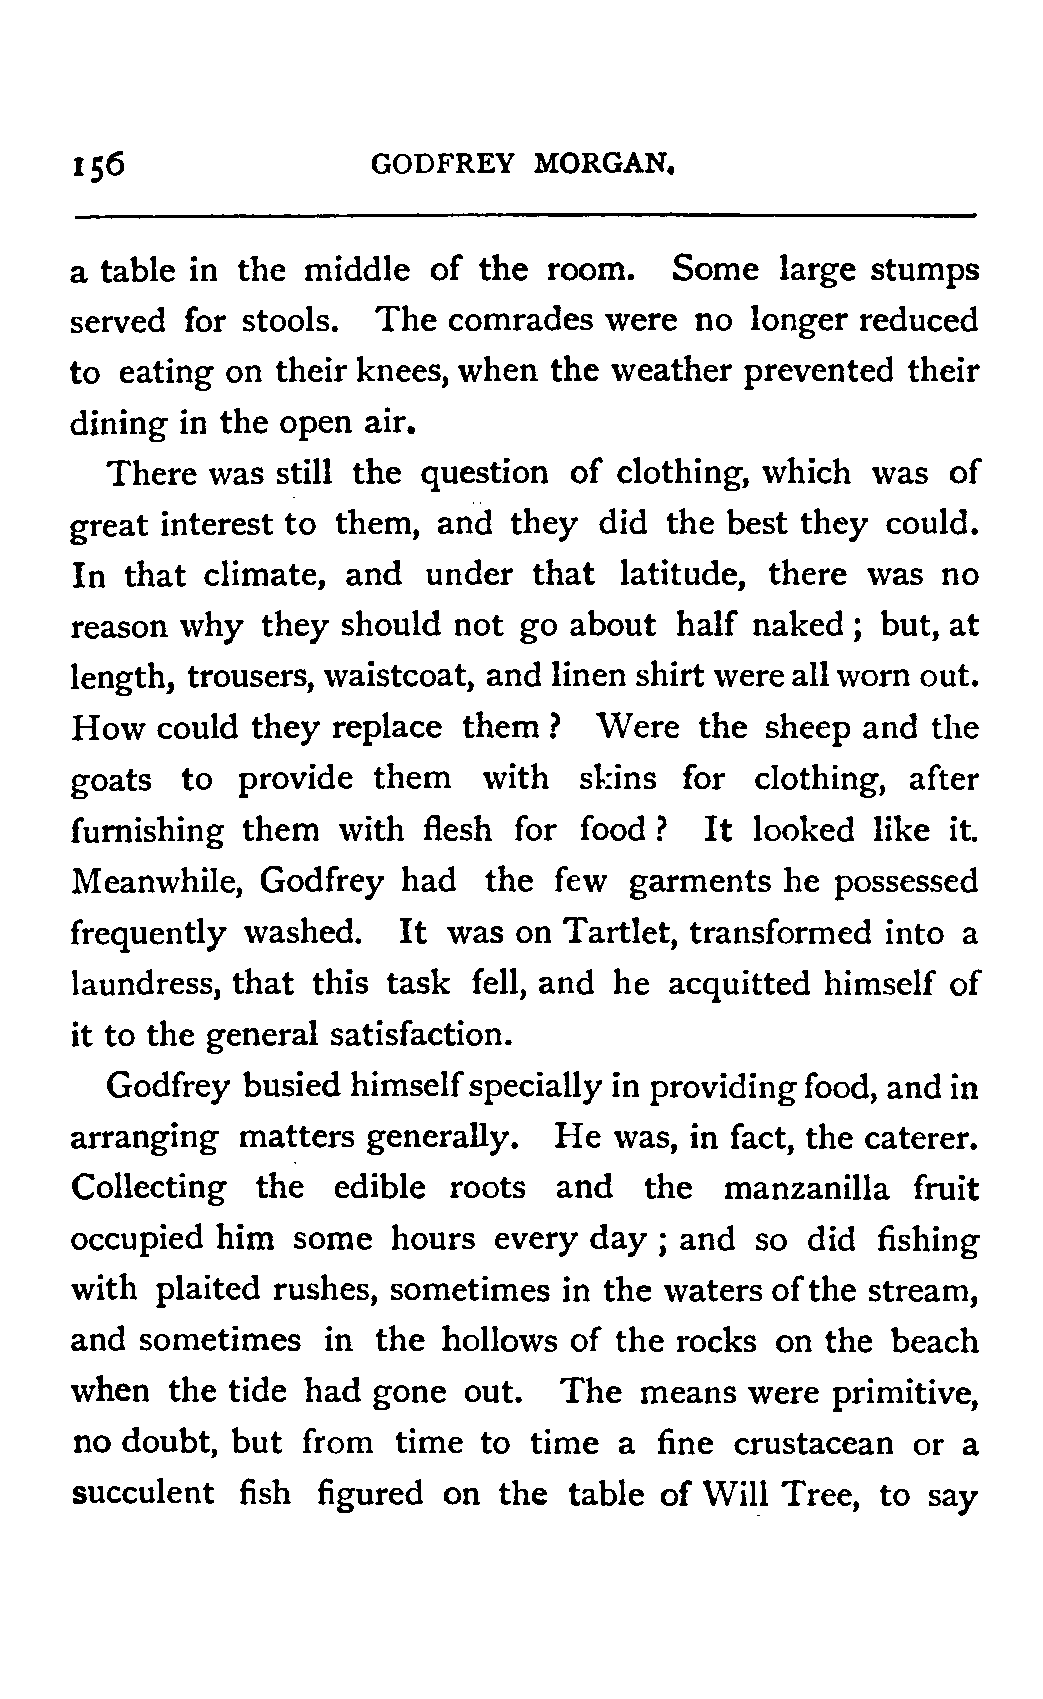 156 GODFREY MORGAN.
a table in the middle of the room. Some large stumps
served for stools. The comrades were no longer reduced
to eating on their knees, when the weather prevented their
dining in the open air.
There was still the question of clothing, which was of
great interest to them, and they did the best they could.
In that climate, and under that latitude, there was no
reason why they should not go about half naked ; but, at
length, trousers, waistcoat, and linen shirt were all worn out.
How could they replace them ? Were the sheep and the
goats to provide them with skins for clothing, after
furnishing them with flesh for food ? It looked like it.
Meanwhile, Godfrey had the few garments he possessed
frequently washed. It was on Tartlet, transformed into a
laundress, that this task fell, and he acquitted himself of
it to the general satisfaction.
Godfrey busied himself specially in providing food, and in
arranging matters generally. He was, in fact, the caterer.
Collecting the edible roots and the manzanilla fruit
occupied him some hours every day ; and so did fishing
with plaited rushes, sometimes in the waters of the stream,
and sometimes in the hollows of the rocks on the beach
when the tide had gone out. The means were primitive,
no doubt, but from time to time a fine crustacean or a
succulent fish figured on the table of Will Tree, to say